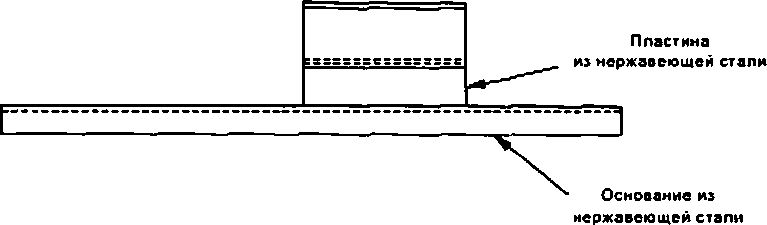 Пластина
из нержавеющей стали
Основание из
нержавеющей стали